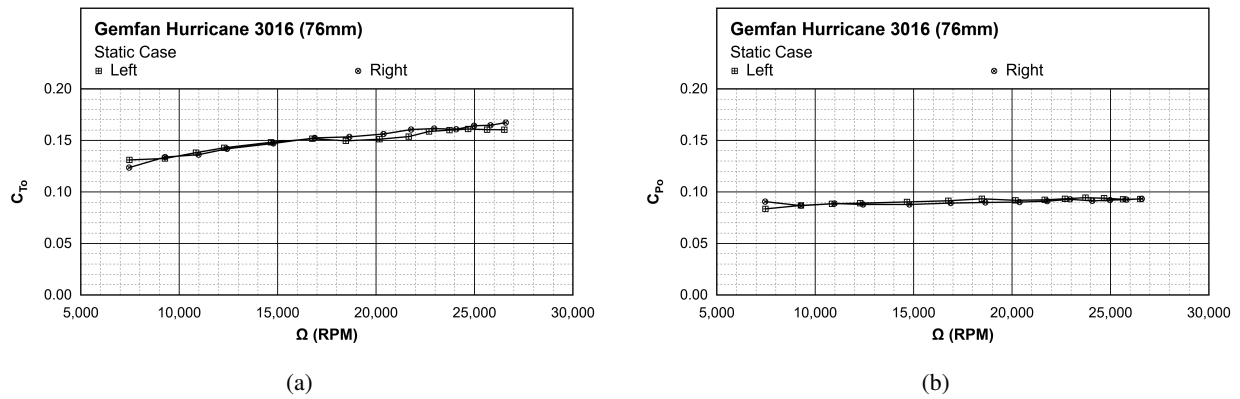 Gemfan Hurricane 3016 (76mm)
Static Case
Left
Right
0.20
0.15
0.10
0.05
0.00
C_To
5,000
10,000
15,000
20,000
25,000
30,000
Ω (RPM)
(a)
Gemfan Hurricane 3016 (76mm)
Static Case
Left
Right
0.20
0.15
0.10
0.05
0.00
C_Po
5,000
10,000
15,000
20,000
25,000
30,000
Ω (RPM)
(b)